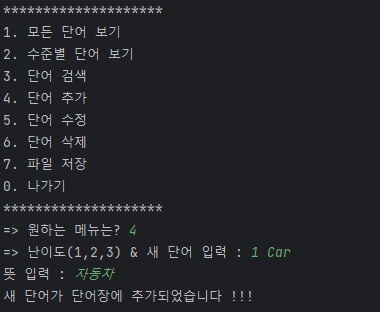 ********************
1. 모든 단어 보기
2. 수준별 단어 보기
3. 단어 검색
4. 단어 추가
5. 단어 수정
6. 단어 삭제
7. 파일 저장
0. 나가기
********************
=> 원하는 메뉴는? 4
=> 난이도(1,2,3) & 새 단어 입력 : 1 Car
뜻 입력 : 자동차
새 단어가 단어장에 추가되었습니다 !!!